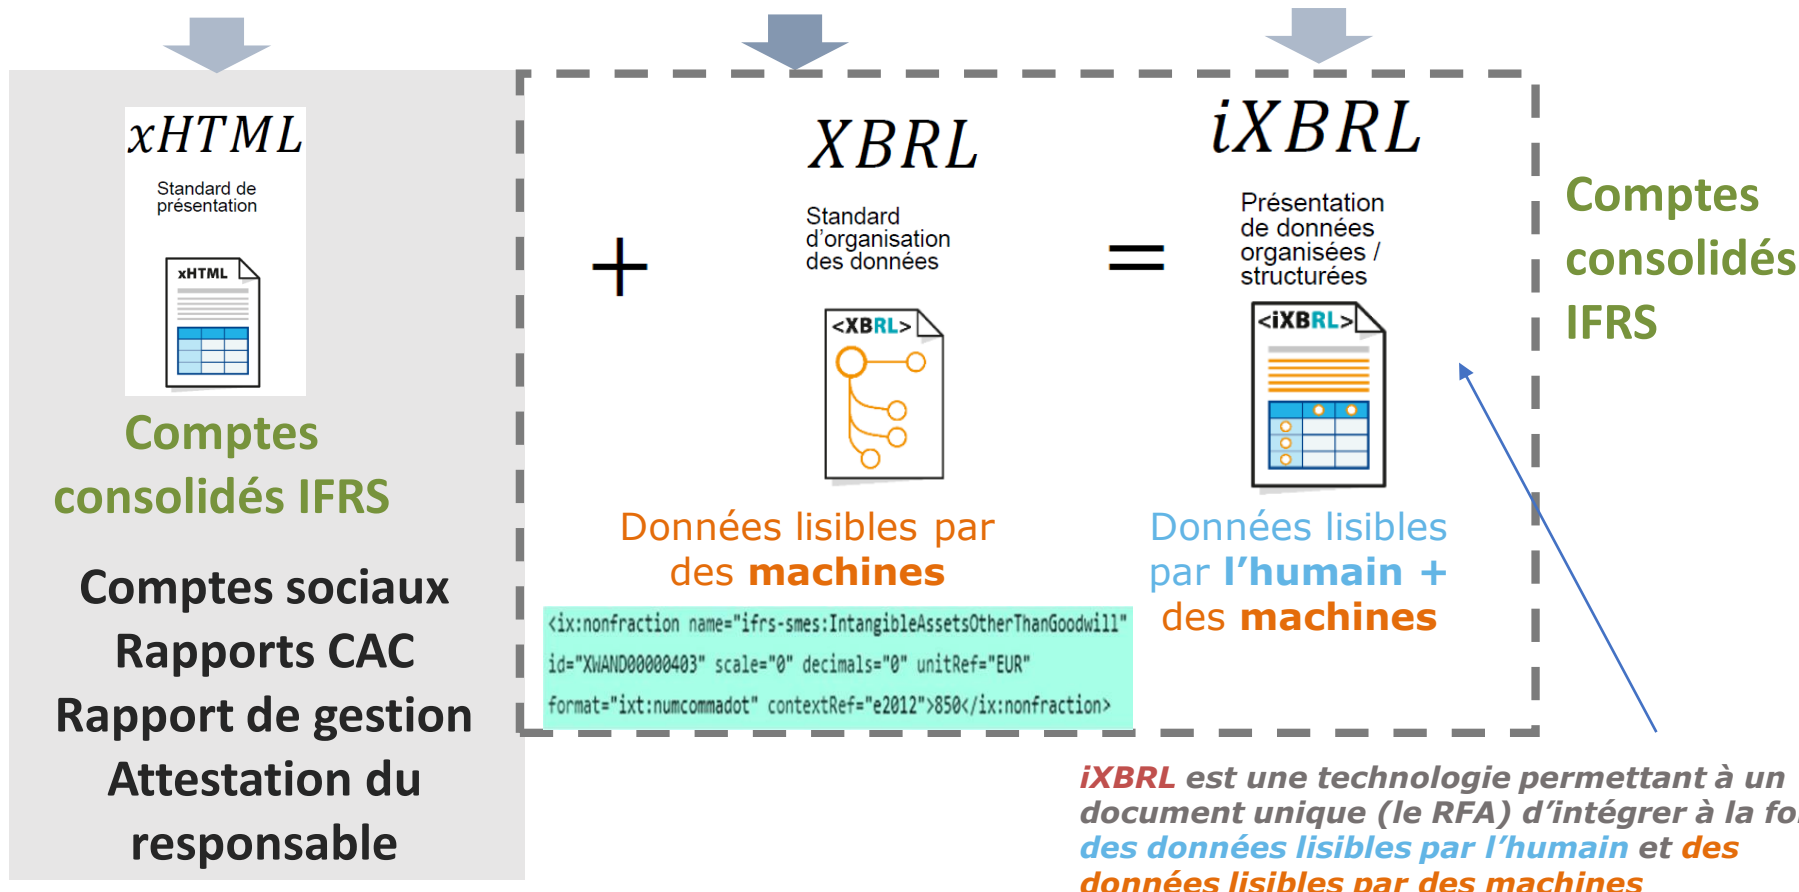 xHTML
Standard de
présentation
xHTML
Comptes
consolidés IFRS
Comptes sociaux
Rapports CAC
Rapport de gestion
Attestation du
responsable
+
XBRL
Standard
d'organisation
des données
<XBRL>
Données lisibles par
des machines
<ix:nonfraction name="ifrs-smes:IntangibleAssetsOtherThanGoodwill"
id="XWAND00000403" scale="0" decimals="0" unitRef="EUR"
format="ixt:numcommadot" contextRef="e2012">850</ix:nonfraction>
=
iXBRL
Présentation
de données
organisées /
structurées
<iXBRL>
Données lisibles
par l'humain +
des machines
Comptes
consolidés
IFRS
iXBRL est une technologie permettant à un
document unique (le RFA) d'intégrer à la fo
des données lisibles par l'humain et des
données lisibles par des machines